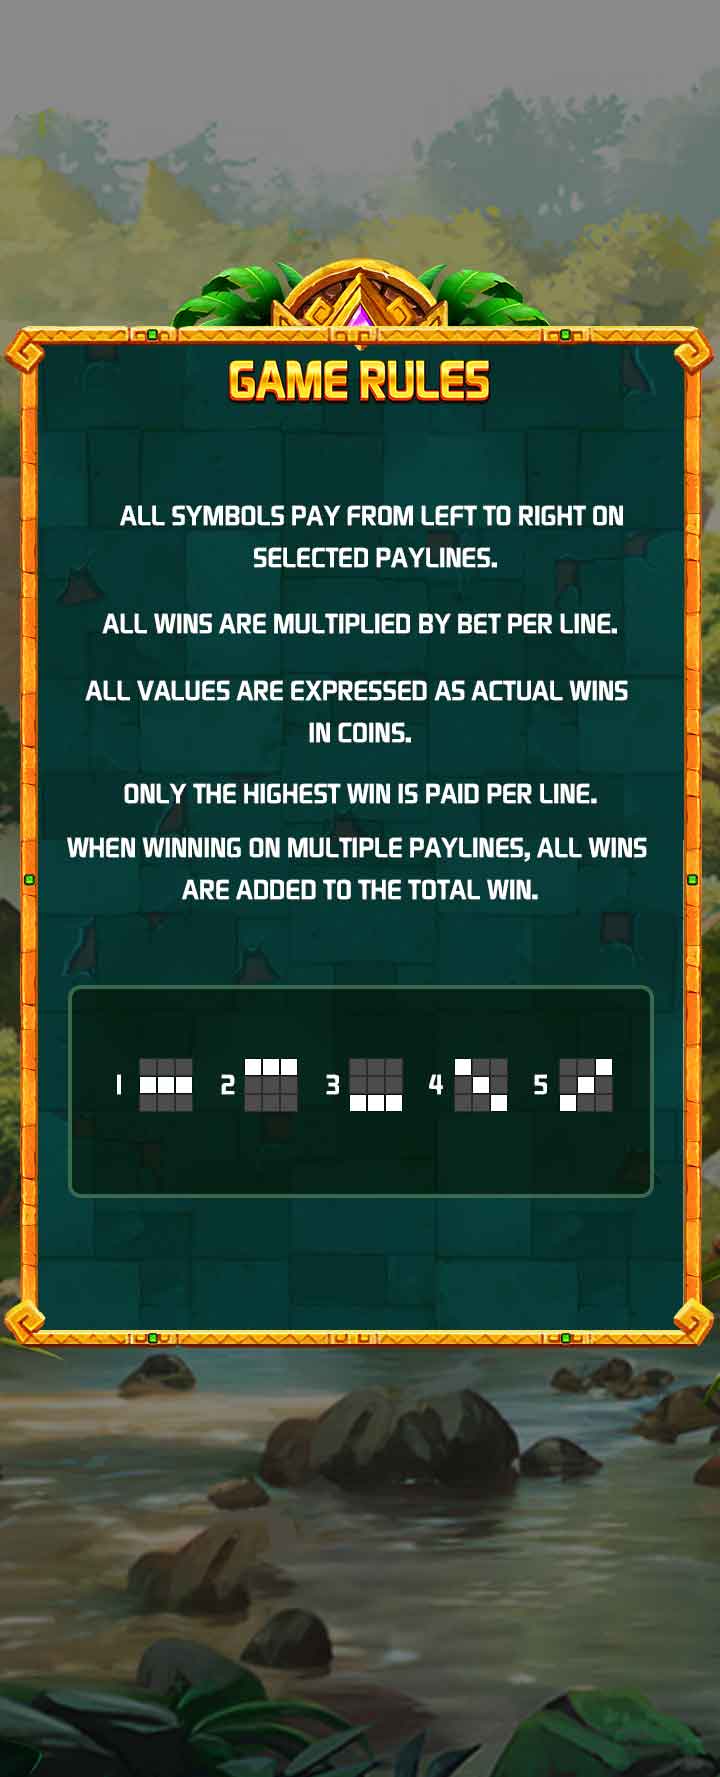 GAME RULES
ALL SYMBOLS PAY FROM LEFT TO RIGHT ON
SELECTED PAYLINES.
ALL WINS ARE MULTIPLIED BY BET PER LINE.
ALL VALUES ARE EXPRESSED AS ACTUAL WINS
IN COINS.
ONLY THE HIGHEST WIN IS PAID PER LINE.
WHEN WINNING ON MULTIPLE PAYLINES, ALL WINS
ARE ADDED TO THE TOTAL WIN.
1 2 3 4 5